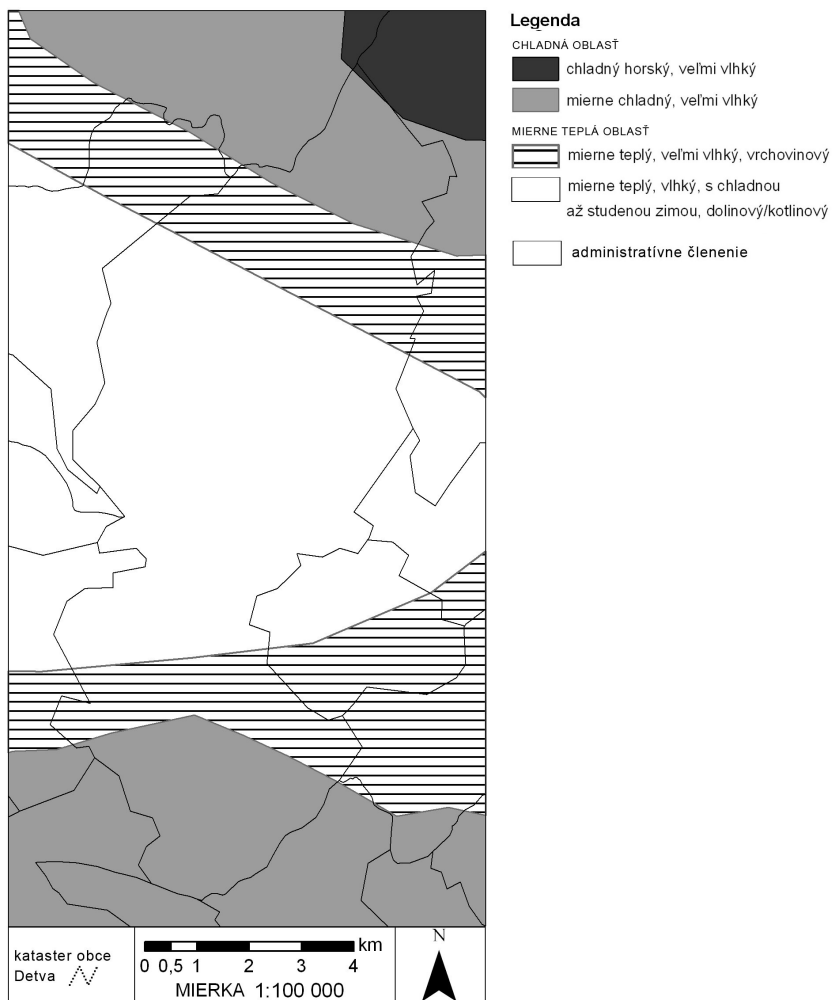 Legenda
CHLADNÁ OBLASŤ
chladný horský, veľmi vlhký
mierne chladný, veľmi vlhký
MIERNE TEPLÁ OBLASŤ
mierne teplý, veľmi vlhký, vrchovinový
mierne teplý, vlhký, s chladnou
až studenou zimou, dolinový/kotlinový
administratívne členenie
kataster obce
Detva
km
0 0,5 1 2 3 4
MIERKA 1:100 000
N